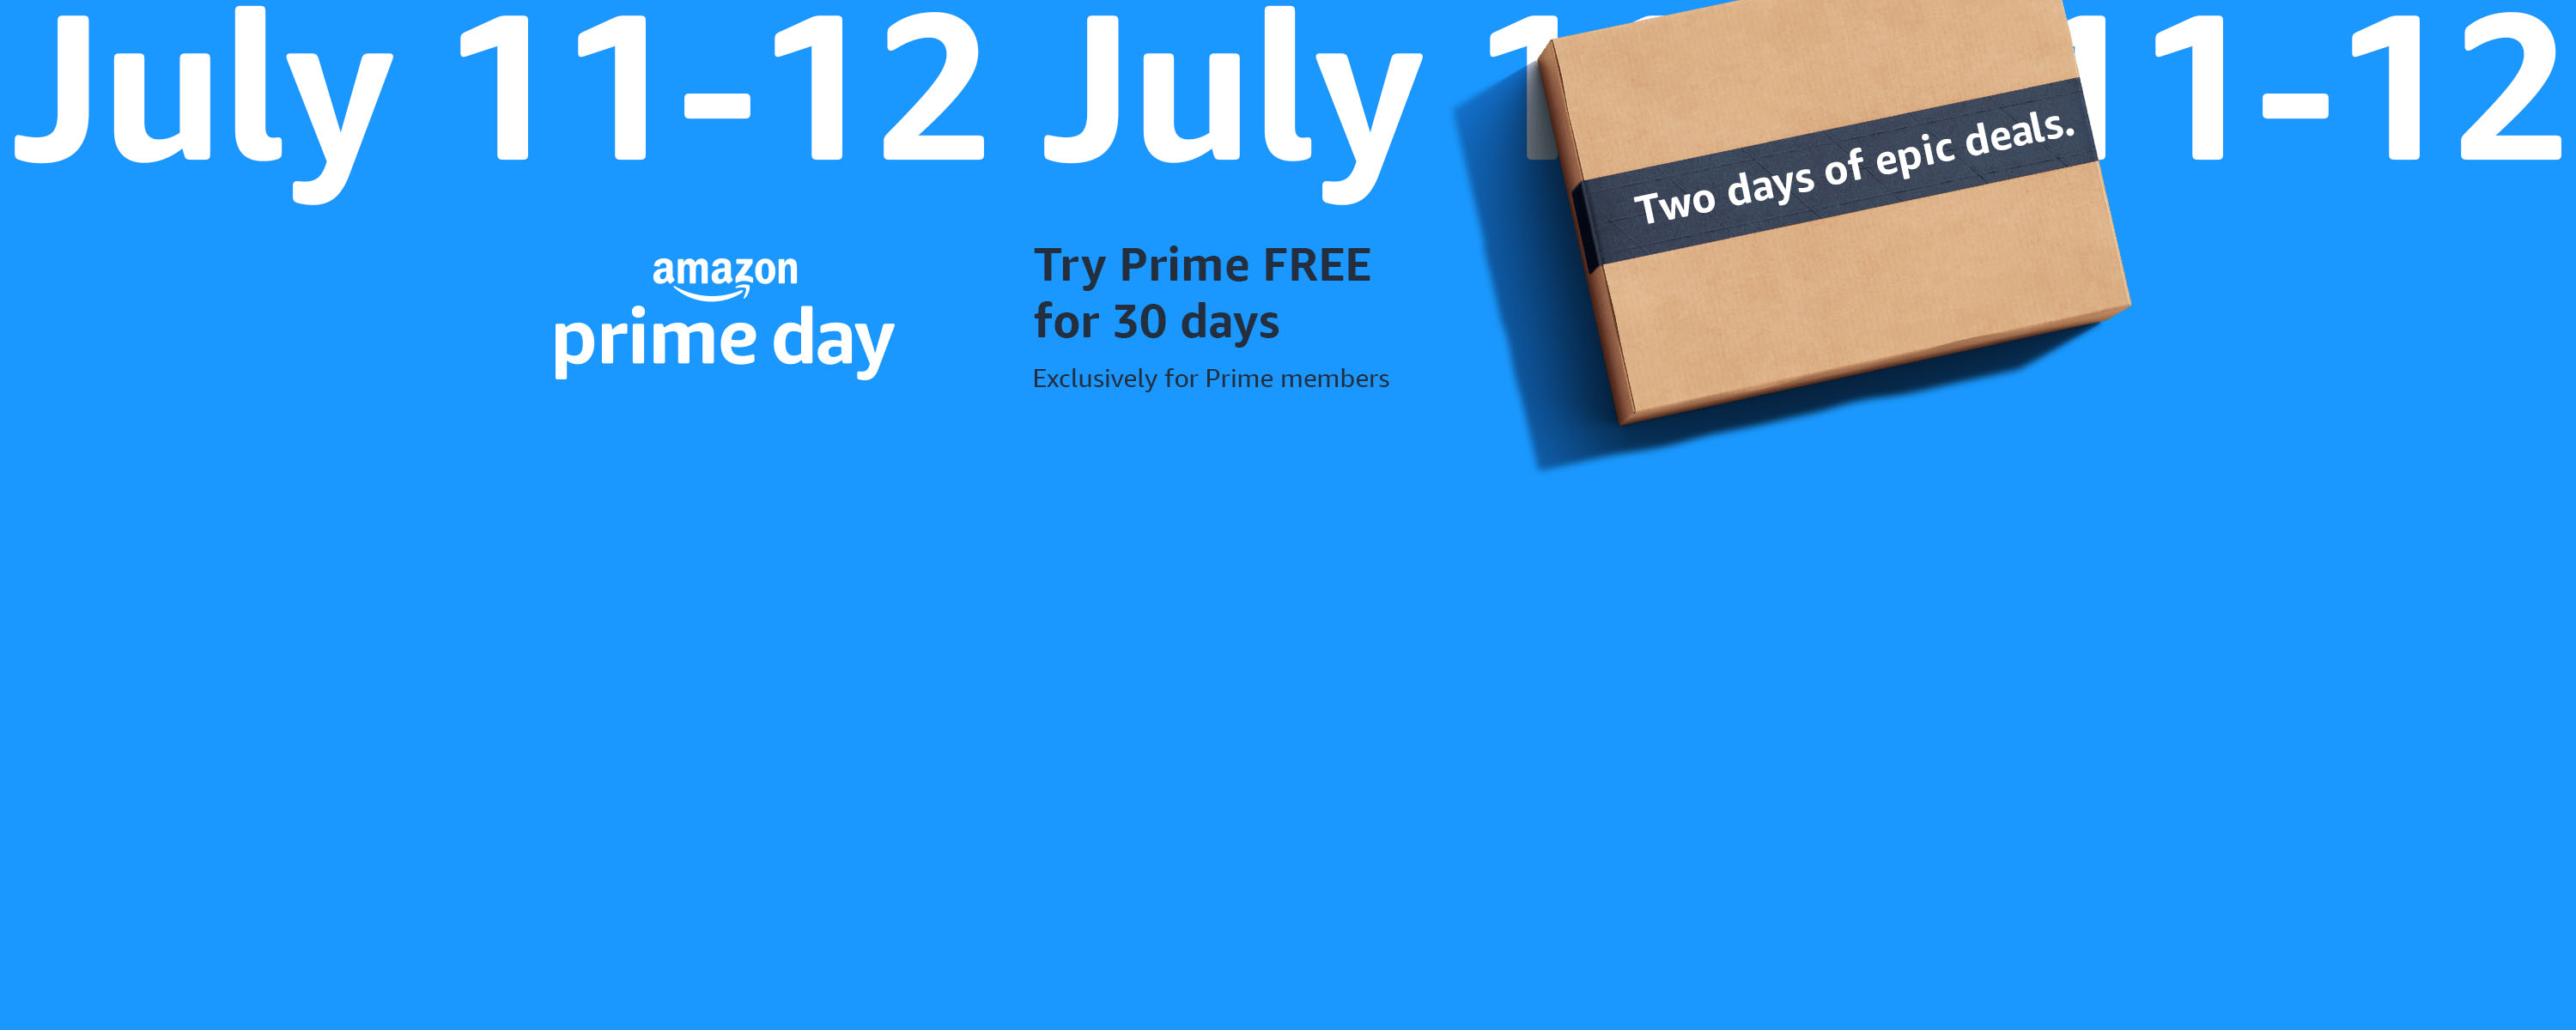 July 11-12 July 11-12
Two days of epic deals.
amazon
prime day
Try Prime FREE
for 30 days
Exclusively for Prime members